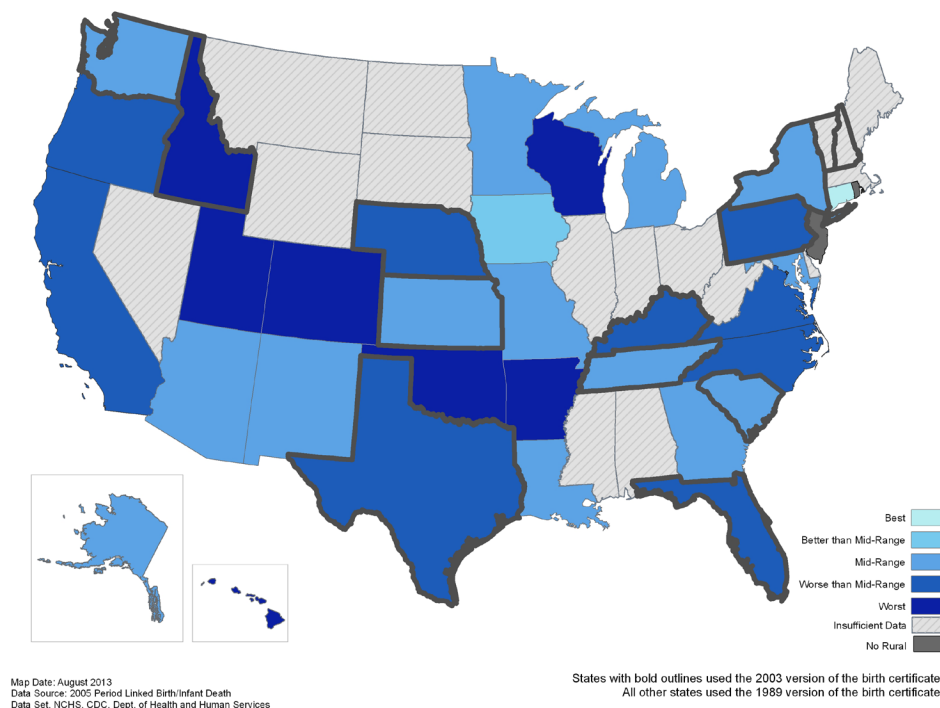 Best
Better than Mid-Range
Mid-Range
Worse than Mid-Range
Worst
Insufficient Data
No Rural
Map Date: August 2013
Data Source: 2005 Period Linked Birth/Infant Death
Data Set, NCHS, CDC, Dept. of Health and Human Services
States with bold outlines used the 2003 version of the birth certificate
All other states used the 1989 version of the birth certificate